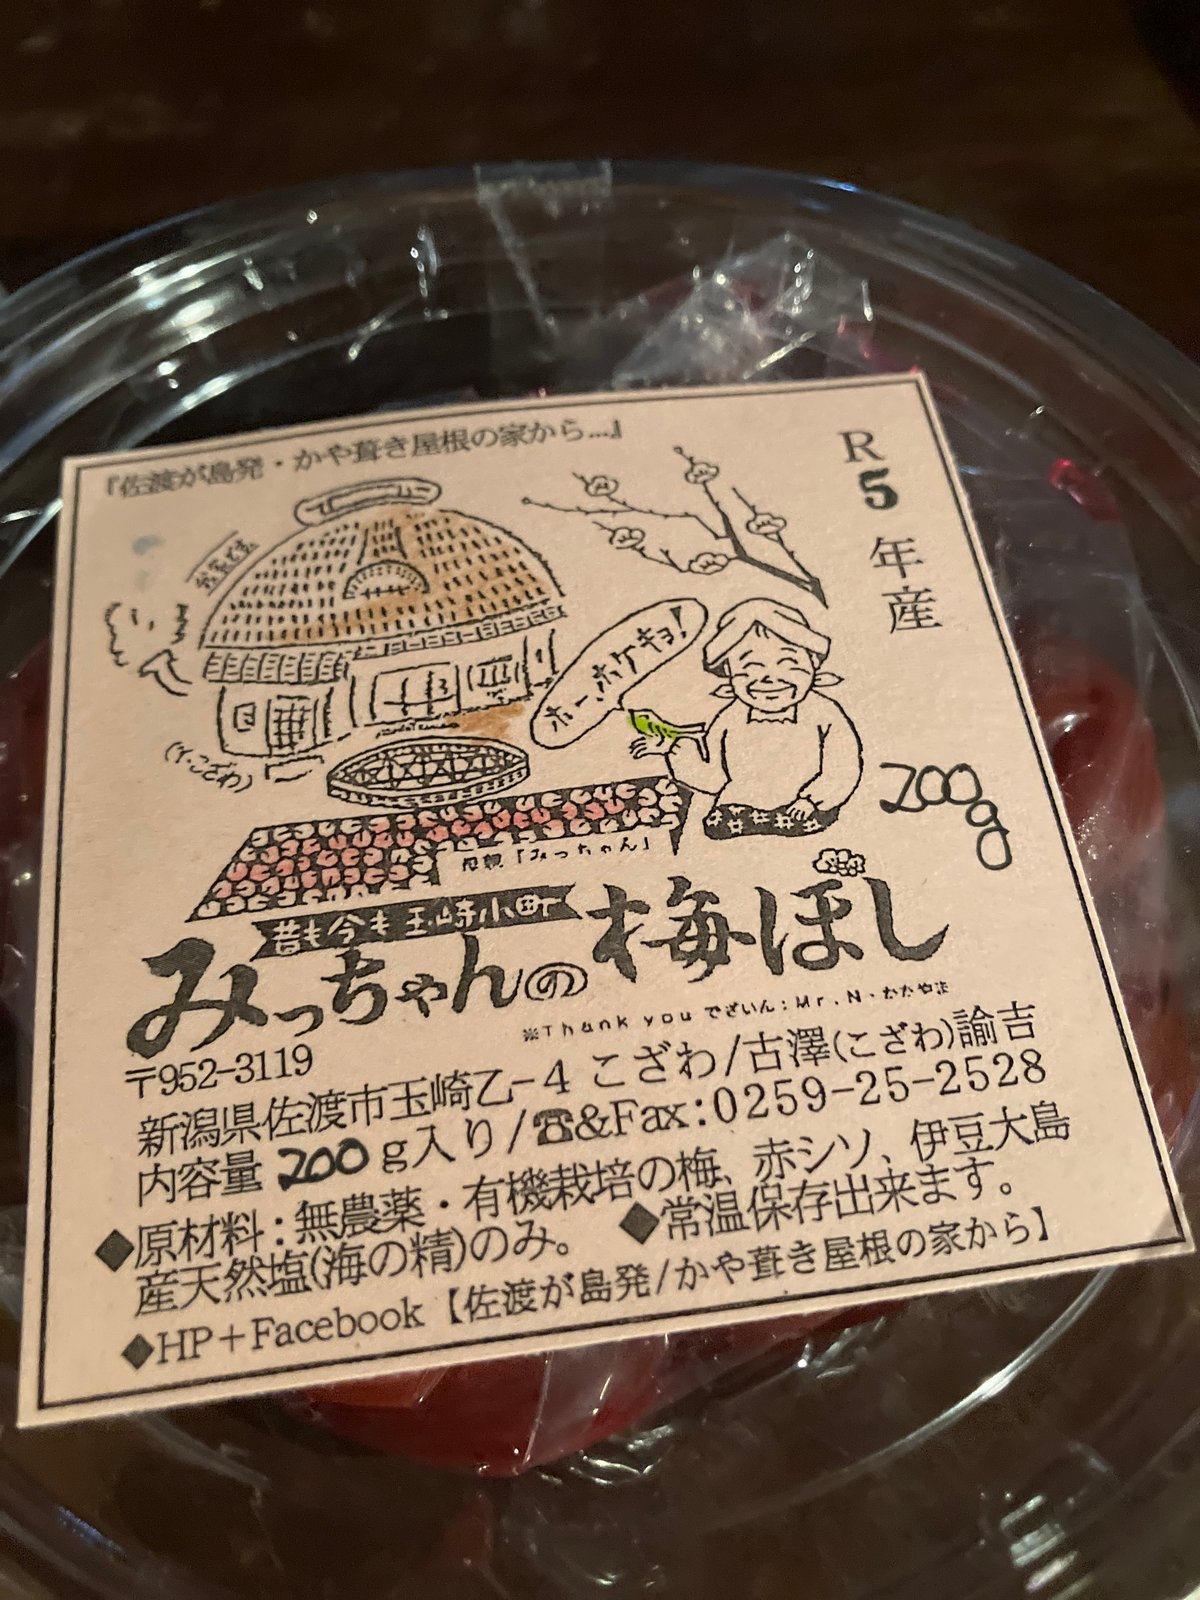 『佐渡が島発・かや葺き屋根の家から...』
R
5
年産
ホーホケキョ!
(Y.こざわ)
200g
母親「みっちゃん」
昔も今も玉崎小町
みっちゃんの梅ぼし
※Thank you でざいん:Mr.N・かたやま
〒952-3119
新潟県佐渡市玉崎乙-4 こざわ/古澤(こざわ)諭吉
内容量 200 g入り/☎&Fax:0259-25-2528
◆原材料:無農薬・有機栽培の梅、赤シソ、伊豆大島
産天然塩(海の精)のみ。 ◆常温保存出来ます。
◆HP+Facebook【佐渡が島発/かや葺き屋根の家から】